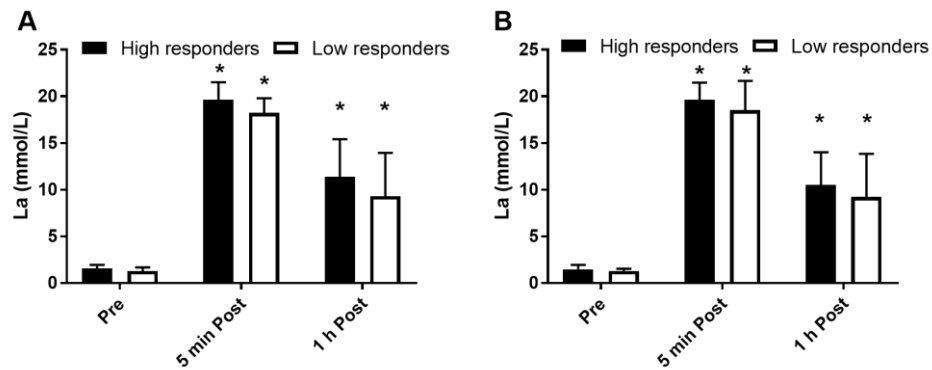 A
High responders Low responders
La (mmol/L)
25
20
15
10
5
0
* * * *
Pre
5 min Post
1 h Post
B
High responders Low responders
La (mmol/L)
25
20
15
10
5
0
* * * *
Pre
5 min Post
1 h Post